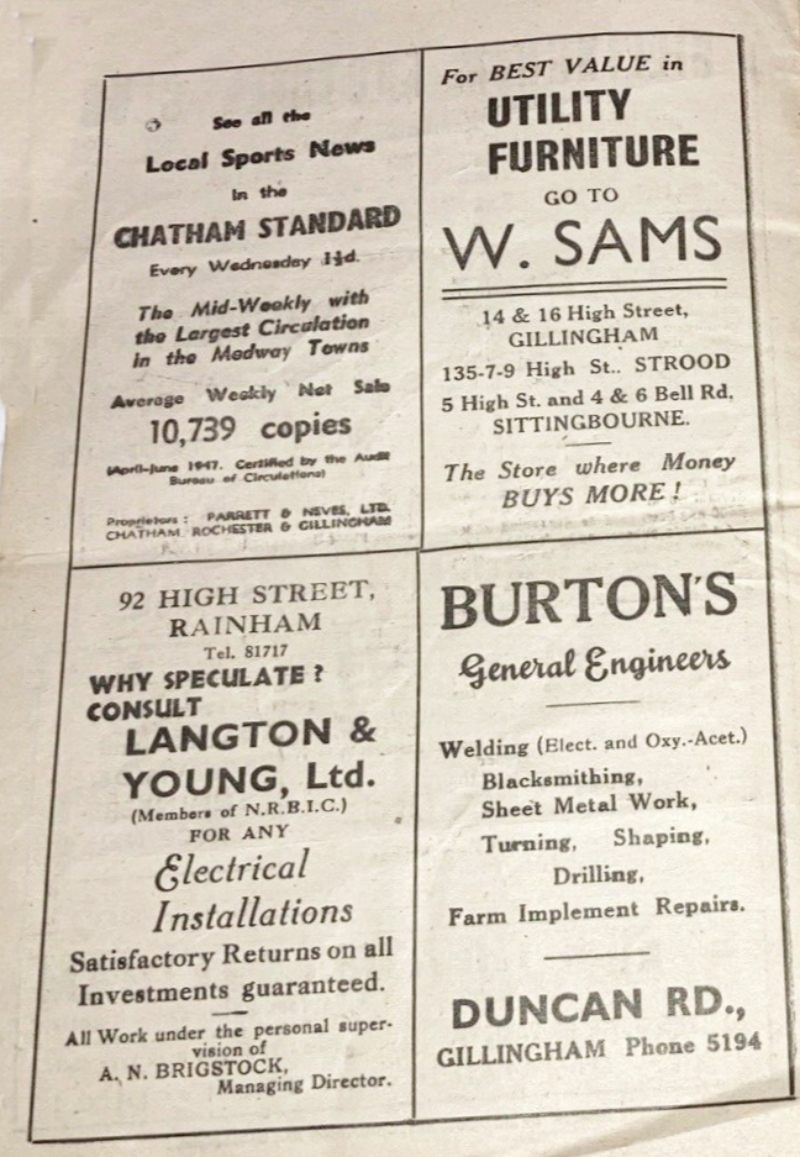 See all the
Local Sports News
in the
CHATHAM STANDARD
Every Wednesday 1½d.
The Mid-Weekly with
the Largest Circulation
in the Medway Towns
Average Weekly Net Sale
10,739 copies
(April-June 1947. Certified by the Audit
Bureau of Circulations)
Proprietors : PARRETT & NEVES, LTD.
CHATHAM, ROCHESTER & GILLINGHAM
For BEST VALUE in
UTILITY
FURNITURE
GO TO
W. SAMS
14 & 16 High Street,
GILLINGHAM
135-7-9 High St.. STROOD
5 High St. and 4 & 6 Bell Rd.
SITTINGBOURNE.
The Store where Money
BUYS MORE !
92 HIGH STREET,
RAINHAM
Tel. 81717
WHY SPECULATE ?
CONSULT
LANGTON &
YOUNG, Ltd.
(Members of N.R.B.I.C.)
FOR ANY
Electrical
Installations
Satisfactory Returns on all
Investments guaranteed.
All Work under the personal super-
vision of
A. N. BRIGSTOCK,
Managing Director.
BURTON'S
General Engineers
Welding (Elect. and Oxy.-Acet.)
Blacksmithing,
Sheet Metal Work,
Turning, Shaping,
Drilling,
Farm Implement Repairs.
DUNCAN RD.,
GILLINGHAM Phone 5194